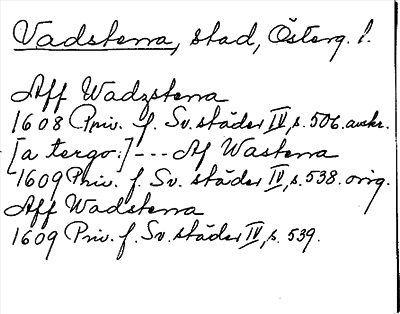 Vadstena, stad, Österg. l.
Aff Wadzstena
1608 Priv. f. Sv. städer IV, s. 506. avskr.
[a tergo:] --- Af Wastena
1609 Priv. f. Sv. städer IV, s. 538. orig.
Aff Wadstena
1609 Priv. f. Sv. städer IV, s. 539.